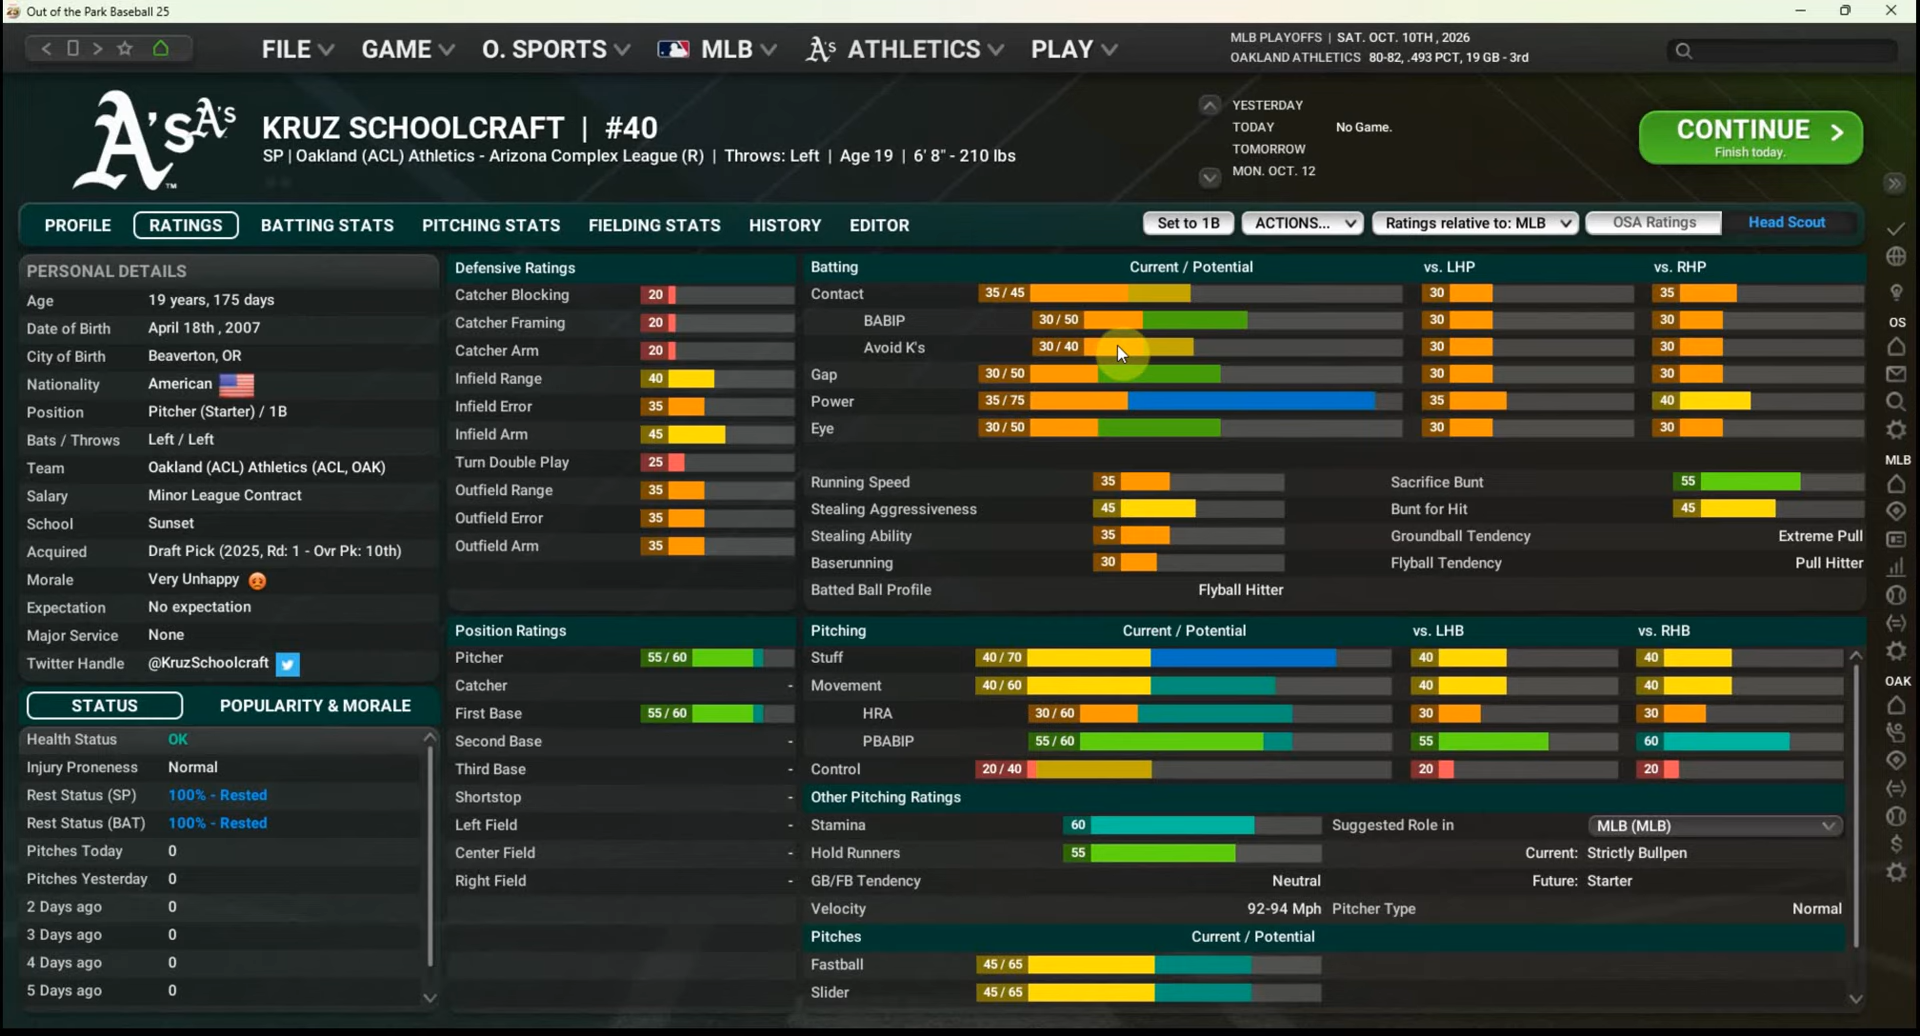 Out of the Park Baseball 25
FILE GAME O. SPORTS MLB A's ATHLETICS PLAY
MLB PLAYOFFS | SAT. OCT. 10TH , 2026
OAKLAND ATHLETICS 80-82, .493 PCT, 19 GB - 3rd
A's A's
KRUZ SCHOOLCRAFT | #40
SP | Oakland (ACL) Athletics - Arizona Complex League (R) | Throws: Left | Age 19 | 6' 8" - 210 lbs
YESTERDAY
TODAY No Game.
TOMORROW
MON. OCT. 12
CONTINUE
Finish today.
PROFILE RATINGS BATTING STATS PITCHING STATS FIELDING STATS HISTORY EDITOR
Set to 1B ACTIONS... Ratings relative to: MLB OSA Ratings Head Scout
PERSONAL DETAILS
Age 19 years, 175 days
Date of Birth April 18th , 2007
City of Birth Beaverton, OR
Nationality American
Position Pitcher (Starter) / 1B
Bats / Throws Left / Left
Team Oakland (ACL) Athletics (ACL, OAK)
Salary Minor League Contract
School Sunset
Acquired Draft Pick (2025, Rd: 1 - Ovr Pk: 10th)
Morale Very Unhappy
Expectation No expectation
Major Service None
Twitter Handle @KruzSchoolcraft
STATUS POPULARITY & MORALE
Health Status OK
Injury Proneness Normal
Rest Status (SP) 100% - Rested
Rest Status (BAT) 100% - Rested
Pitches Today 0
Pitches Yesterday 0
2 Days ago 0
3 Days ago 0
4 Days ago 0
5 Days ago 0
Defensive Ratings
Catcher Blocking 20
Catcher Framing 20
Catcher Arm 20
Infield Range 40
Infield Error 35
Infield Arm 45
Turn Double Play 25
Outfield Range 35
Outfield Error 35
Outfield Arm 35
Position Ratings
Pitcher 55 / 60
Catcher -
First Base 55 / 60
Second Base -
Third Base -
Shortstop -
Left Field -
Center Field -
Right Field -
Batting Current / Potential vs. LHP vs. RHP
Contact 35 / 45 30 35
BABIP 30 / 50 30 30
Avoid K's 30 / 40 30 30
Gap 30 / 50 30 30
Power 35 / 75 35 40
Eye 30 / 50 30 30
Running Speed 35 Sacrifice Bunt 55
Stealing Aggressiveness 45 Bunt for Hit 45
Stealing Ability 35 Groundball Tendency Extreme Pull
Baserunning 30 Flyball Tendency Pull Hitter
Batted Ball Profile Flyball Hitter
Pitching Current / Potential vs. LHB vs. RHB
Stuff 40 / 70 40 40
Movement 40 / 60 40 40
HRA 30 / 60 30 30
PBABIP 55 / 60 55 60
Control 20 / 40 20 20
Other Pitching Ratings
Stamina 60 Suggested Role in MLB (MLB)
Hold Runners 55 Current: Strictly Bullpen
GB/FB Tendency Neutral Future: Starter
Velocity 92-94 Mph Pitcher Type Normal
Pitches Current / Potential
Fastball 45 / 65
Slider 45 / 65
OS
MLB
OAK